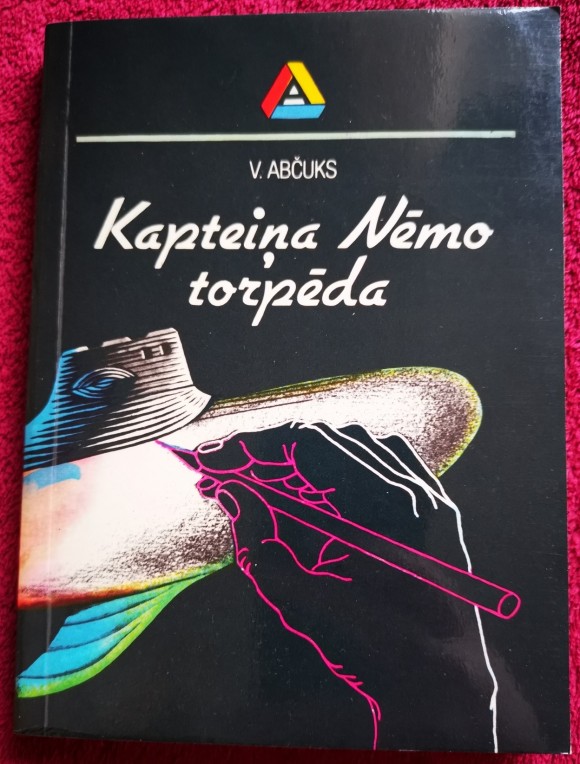 V. ABČUKS
Kapteiņa Nēmo
torpēda